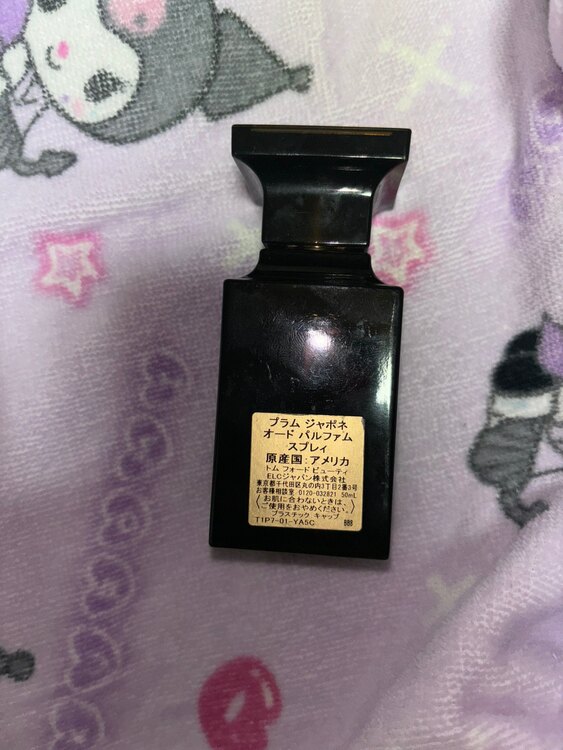 プラム ジャポネ
オード パルファム
スプレィ
原産国:アメリカ
トム フォード ビューティ
ELCジャパン株式会社
東京都千代田区丸の内3丁目2番3号
お客様相談室 0120-032821 50mL
お肌に合わないときは、
ご使用をおやめください。
プラスチック キャップ
T1P7-01-YA5C